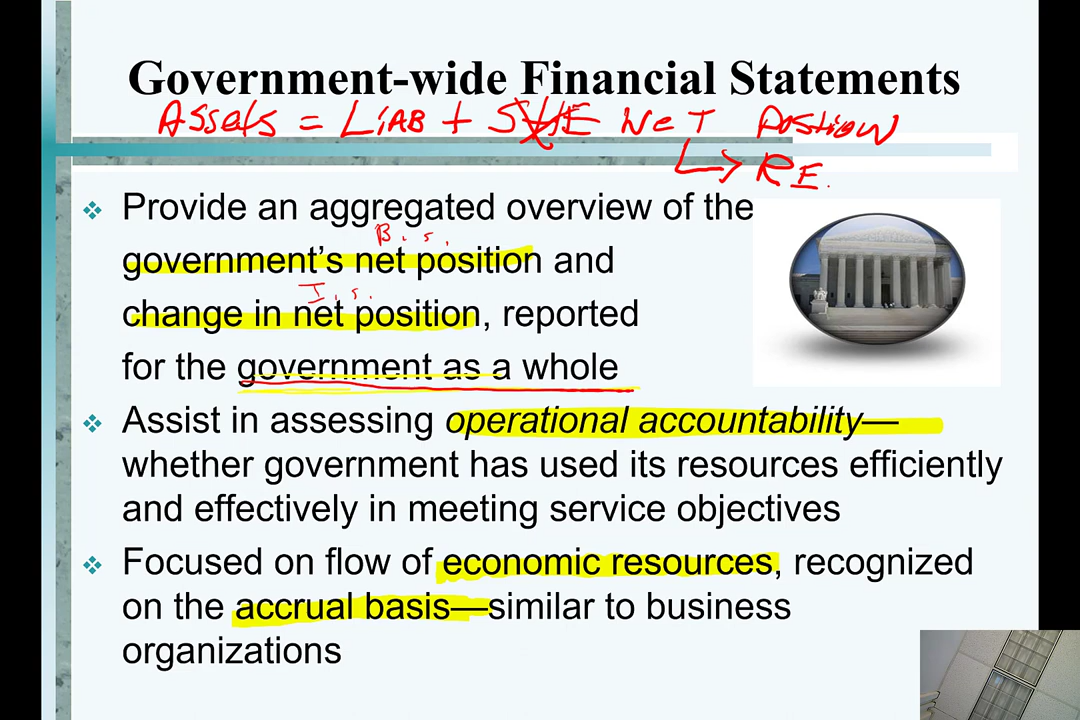 Government-wide Financial Statements
Assets = LiAB + SHE NeT Postion
RE.
❖ Provide an aggregated overview of the
B. S.
government's net position and
I. S.
change in net position, reported
for the government as a whole
❖ Assist in assessing operational accountability—
whether government has used its resources efficiently
and effectively in meeting service objectives
❖ Focused on flow of economic resources, recognized
on the accrual basis—similar to business
organizations